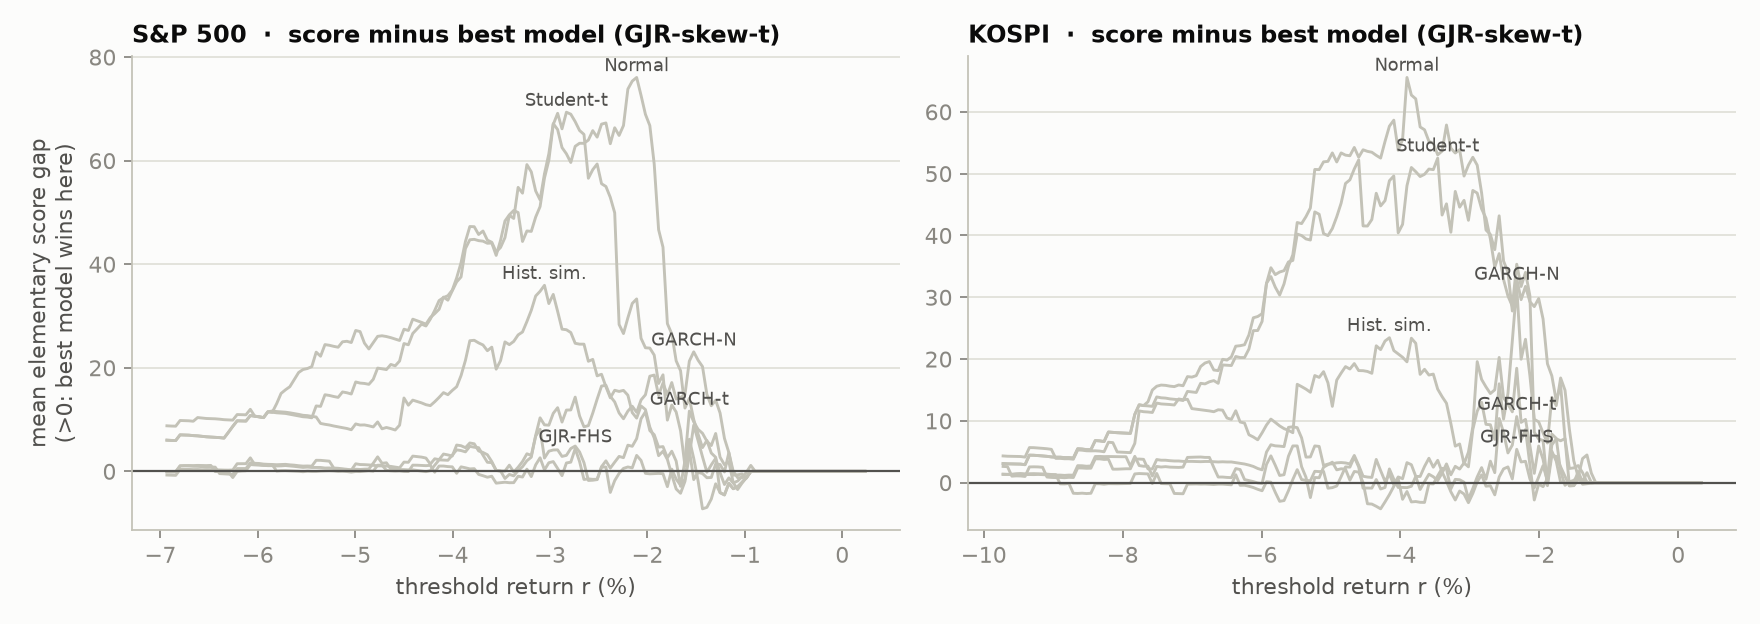 S&P 500 · score minus best model (GJR-skew-t)
80
60
40
20
0
mean elementary score gap
(>0: best model wins here)
Normal
Student-t
Hist. sim.
GARCH-N
GARCH-t
GJR-FHS
−7 −6 −5 −4 −3 −2 −1 0
threshold return r (%)
KOSPI · score minus best model (GJR-skew-t)
60
50
40
30
20
10
0
Normal
Student-t
GARCH-N
Hist. sim.
GARCH-t
GJR-FHS
−10 −8 −6 −4 −2 0
threshold return r (%)